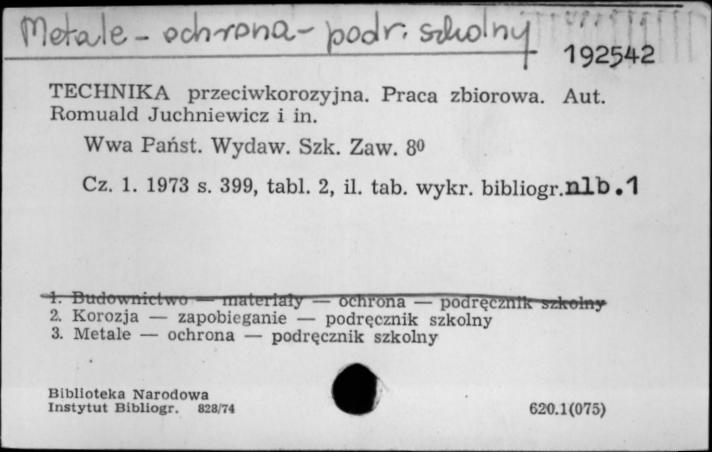 Metale - ochrona - podr. szkolny
192542
TECHNIKA przeciwkorozyjna. Praca zbiorowa. Aut.
Romuald Juchniewicz i in.
Wwa Państ. Wydaw. Szk. Zaw. 8⁰
Cz. 1. 1973 s. 399, tabl. 2, il. tab. wykr. bibliogr. nlb.1
1. Budownictwo — materiały — ochrona — podręcznik szkolny
2. Korozja — zapobieganie — podręcznik szkolny
3. Metale — ochrona — podręcznik szkolny
Biblioteka Narodowa
Instytut Bibliogr. 828/74
620.1(075)